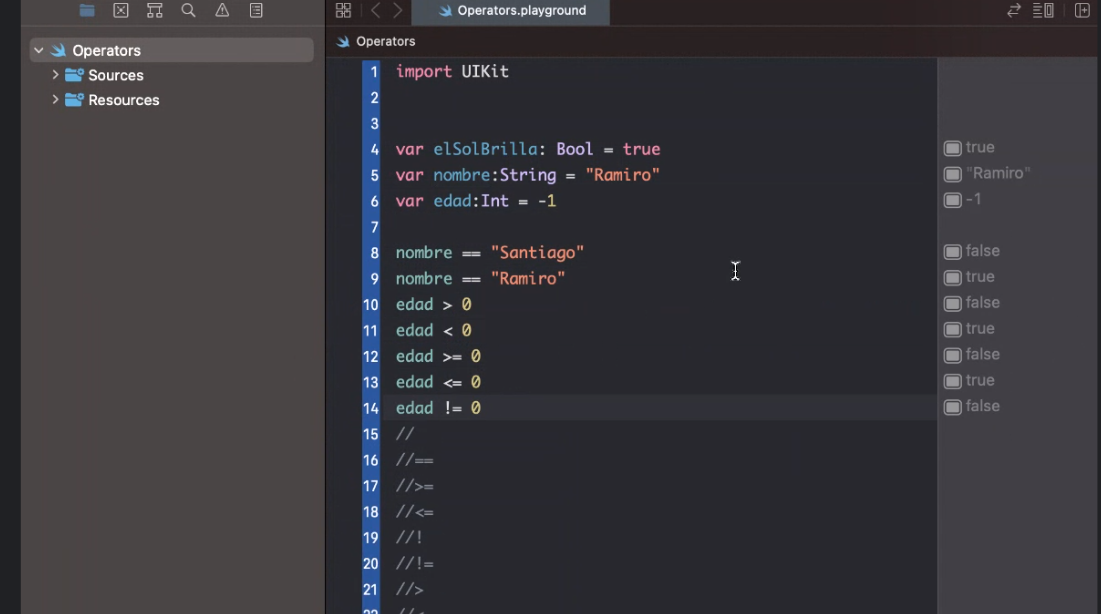 Operators.playground
Operators
Sources
Resources
Operators
1 import UIKit
2
3
4 var elSolBrilla: Bool = true
true
5 var nombre:String = "Ramiro"
"Ramiro"
6 var edad:Int = -1
-1
7
8 nombre == "Santiago"
false
9 nombre == "Ramiro"
true
10 edad > 0
false
11 edad < 0
true
12 edad >= 0
false
13 edad <= 0
true
14 edad != 0
false
15 //
16 //==
17 //>=
18 //<=
19 //!
20 //!=
21 //>
22 //<